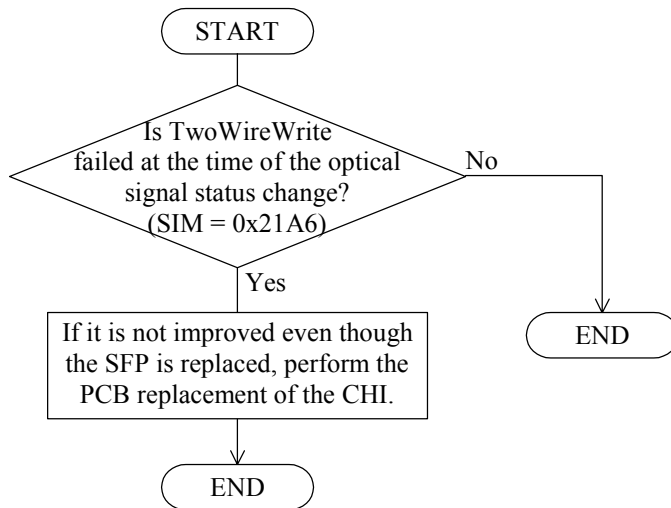 START
Is TwoWireWrite
failed at the time of the optical
signal status change?
(SIM = 0x21A6)
No
Yes
If it is not improved even though
the SFP is replaced, perform the
PCB replacement of the CHI.
END
END